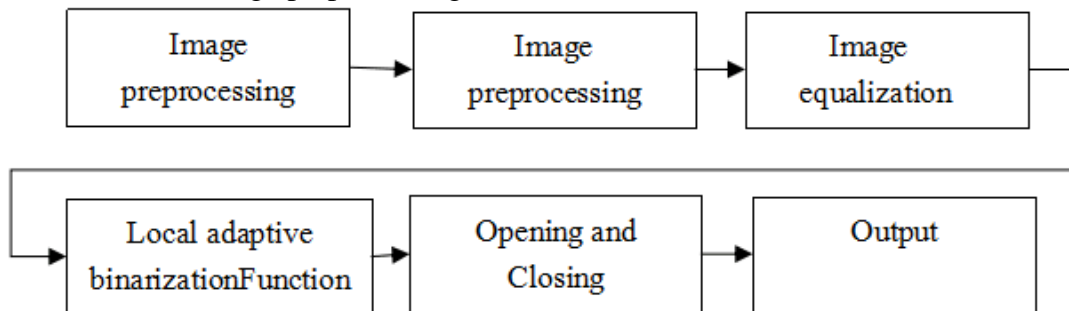 Image
preprocessing
Image
preprocessing
Image
equalization
Local adaptive
binarizationFunction
Opening and
Closing
Output